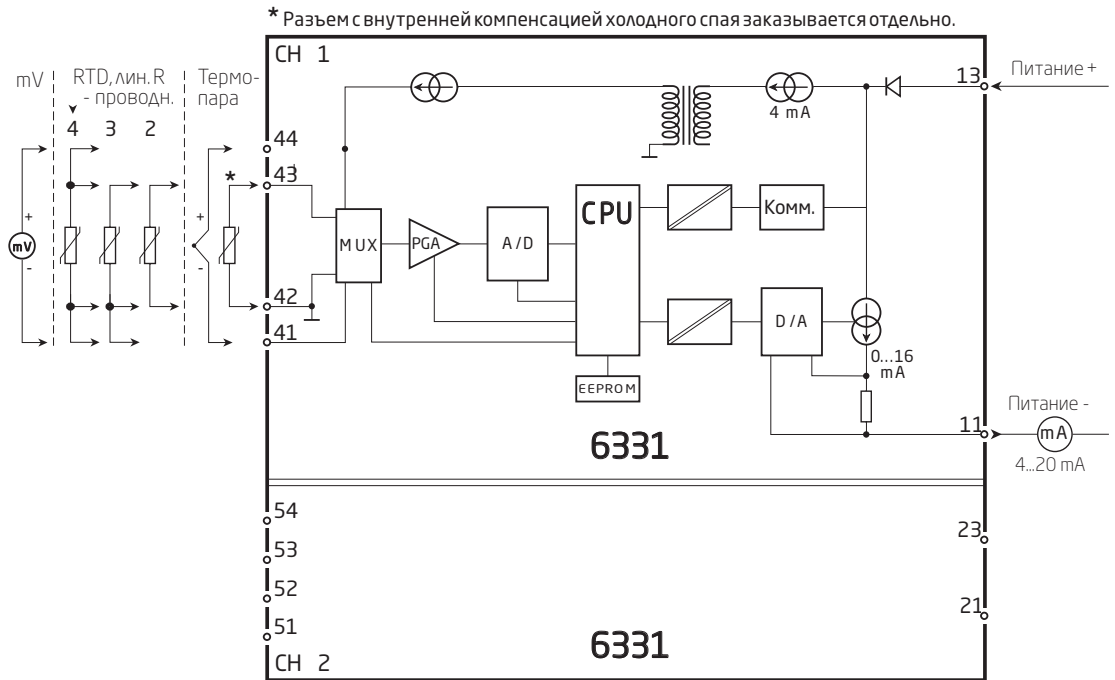 * Разъем с внутренней компенсацией холодного спая заказывается отдельно.
CH 1
mV
RTD, лин. R
- проводн.
4 3 2
Термо-
пара
*
+
mV
-
+
-
44
43
42
41
MUX
PGA
A/D
CPU
EEPROM
Комм.
D/A
4 mA
0...16
mA
13
Питание +
Питание -
11
mA
4...20 mA
6331
54
53
52
51
23
21
6331
CH 2